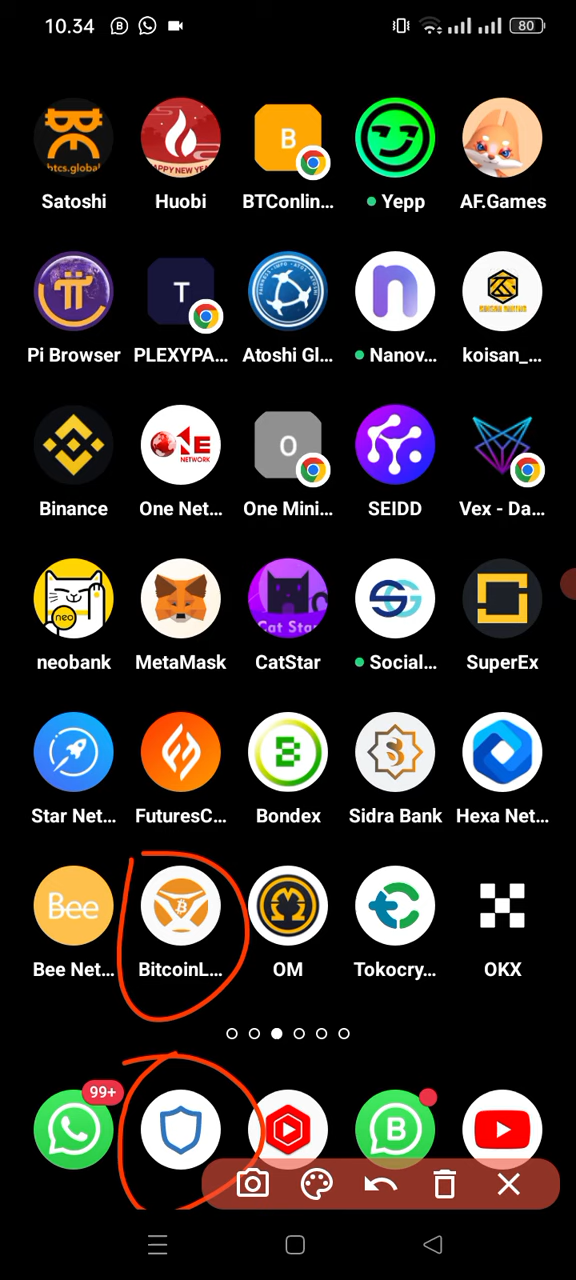 10.34 80
btcs.global
APPY NEW YEA
B
Satoshi Huobi BTConlin... Yepp AF.Games
T n
Pi Browser PLEXYPA... Atoshi Gl... Nanov... koisan_...
ONE
NETWORK
O
Binance One Net... One Mini... SEIDD Vex - Da...
neo
Cat Star
neobank MetaMask CatStar Social... SuperEx
B
Star Net... FuturesC... Bondex Sidra Bank Hexa Net...
Bee
Bee Net... BitcoinL... OM Tokocry... OKX
99+
B